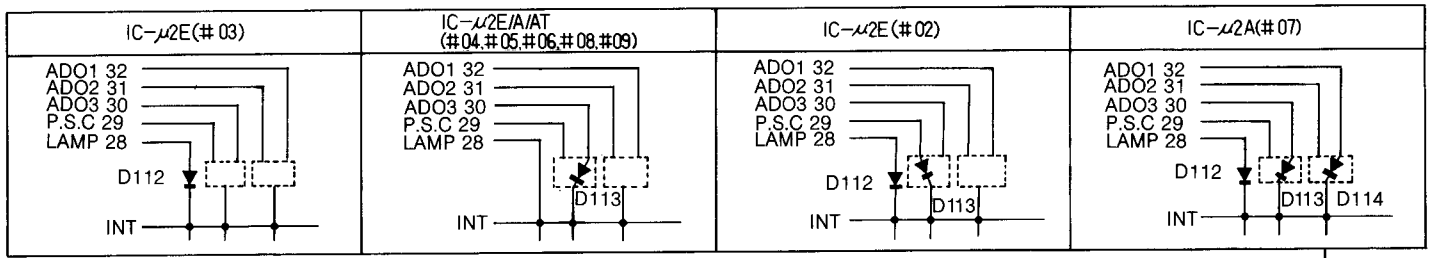 IC-μ2E(#03)
ADO1 32
ADO2 31
ADO3 30
P.S.C 29
LAMP 28
D112
INT
IC-μ2E/A/AT
(#04.#05,#06,#08,#09)
ADO1 32
ADO2 31
ADO3 30
P.S.C 29
LAMP 28
D113
INT
IC-μ2E(#02)
ADO1 32
ADO2 31
ADO3 30
P.S.C 29
LAMP 28
D112
D113
INT
IC-μ2A(#07)
ADO1 32
ADO2 31
ADO3 30
P.S.C 29
LAMP 28
D112
D113 D114
INT